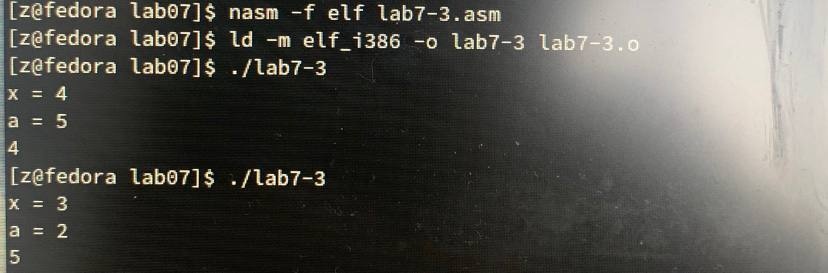 [z@fedora lab07]$ nasm -f elf lab7-3.asm
[z@fedora lab07]$ ld -m elf_i386 -o lab7-3 lab7-3.o
[z@fedora lab07]$ ./lab7-3
x = 4
a = 5
4
[z@fedora lab07]$ ./lab7-3
x = 3
a = 2
5